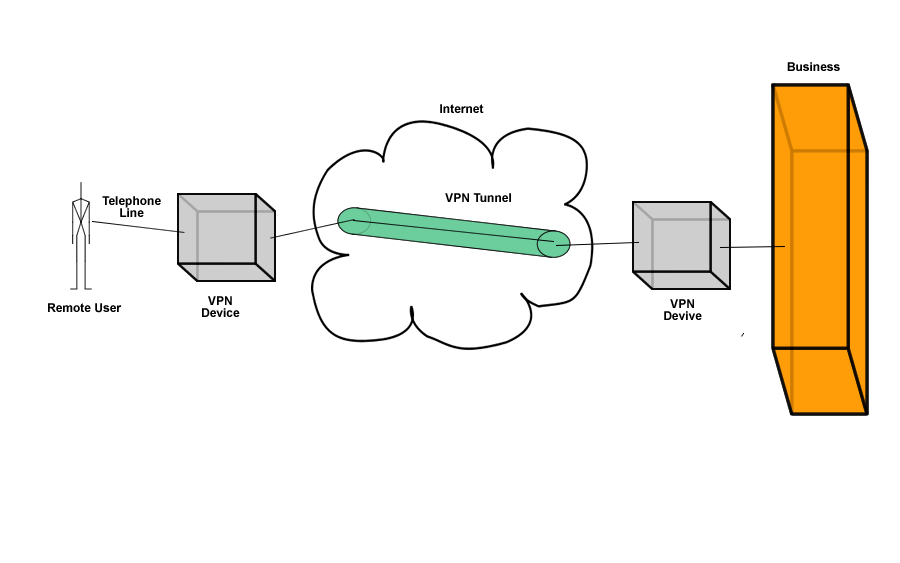 Business
Internet
VPN Tunnel
Telephone
Line
Remote User
VPN
Device
VPN
Devive